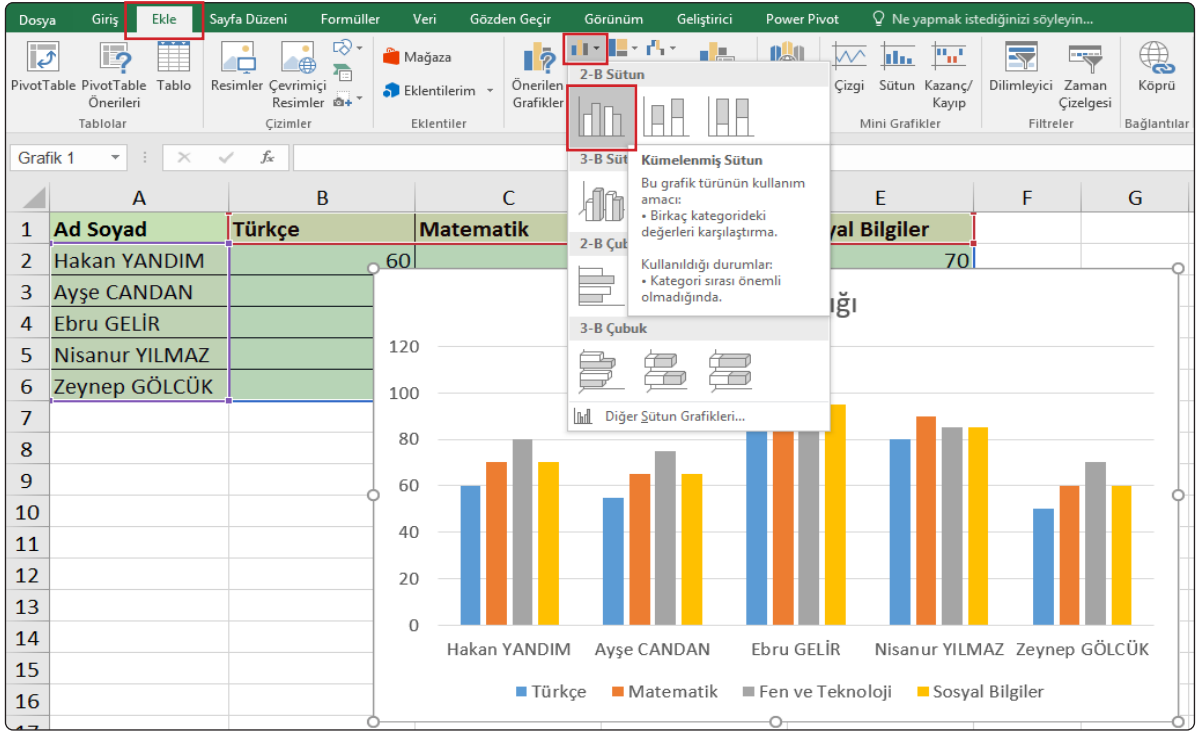 Dosya Giriş Ekle Sayfa Düzeni Formüller Veri Gözden Geçir Görünüm Geliştirici Power Pivot Ne yapmak istediğinizi söyleyin...
PivotTable PivotTable Önerileri Tablo Resimler Çevrimiçi Resimler Mağaza Eklentilerim Önerilen Grafikler Çizgi Sütun Kazanç/ Kayıp Dilimleyici Zaman Çizelgesi Köprü
Tablolar Çizimler Eklentiler Mini Grafikler Filtreler Bağlantılar
Grafik 1 fx
2-B Sütun
3-B Süt
2-B Çub
3-B Çubuk
Diğer Sütun Grafikleri...
Kümelenmiş Sütun
Bu grafik türünün kullanım
amacı:
• Birkaç kategorideki
değerleri karşılaştırma.
Kullanıldığı durumlar:
• Kategori sırası önemli
olmadığında.
A B C E F G
1 Ad Soyad Türkçe Matematik yal Bilgiler
2 Hakan YANDIM 60 70
3 Ayşe CANDAN
4 Ebru GELİR
5 Nisanur YILMAZ
6 Zeynep GÖLCÜK
7
8
9
10
11
12
13
14
15
16
17
ığı
120
100
80
60
40
20
0
Hakan YANDIM Ayşe CANDAN Ebru GELİR Nisanur YILMAZ Zeynep GÖLCÜK
Türkçe Matematik Fen ve Teknoloji Sosyal Bilgiler